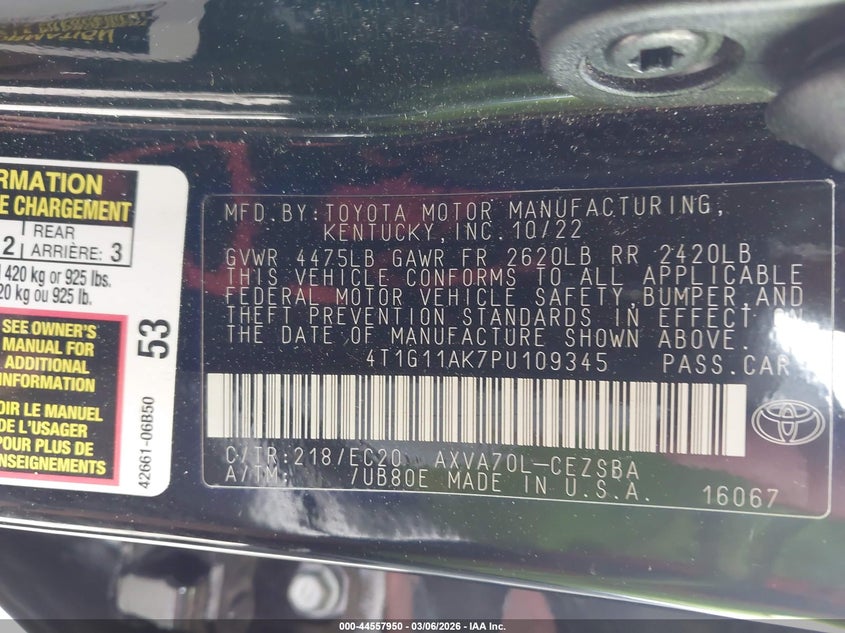 RMATION
E CHARGEMENT
2 REAR ARRIÈRE: 3
420 kg or 925 lbs.
20 kg ou 925 lb.
SEE OWNER'S
MANUAL FOR
ADDITIONAL
INFORMATION
OIR LE MANUEL
DE L'USAGER
POUR PLUS DE
53
42661-06B50
MFD. BY: TOYOTA MOTOR MANUFACTURING,
KENTUCKY, INC. 10/22
GVWR 4475LB GAWR FR 2620LB RR 2420LB
THIS VEHICLE CONFORMS TO ALL APPLICABLE
FEDERAL MOTOR VEHICLE SAFETY, BUMPER, AND
THEFT PREVENTION STANDARDS IN EFFECT ON
THE DATE OF MANUFACTURE SHOWN ABOVE.
4T1G11AK7PU109345 PASS. CAR
C/TR: 218/EC20 AXVA70L-CEZSBA
A/TM: /UB80E MADE IN U.S.A. 16067
000-44557950 - 03/06/2026 - IAA Inc.